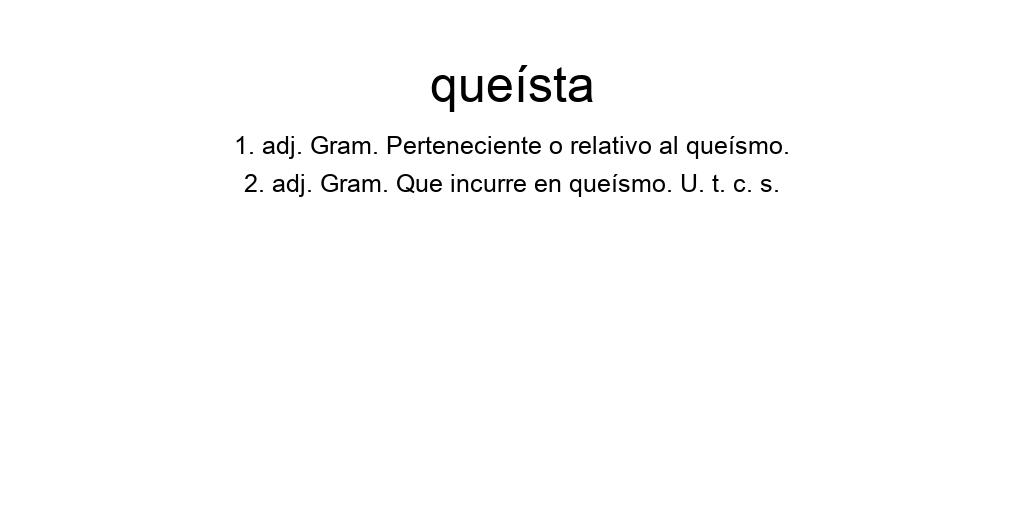 queísta
1. adj. Gram. Perteneciente o relativo al queísmo.
2. adj. Gram. Que incurre en queísmo. U. t. c. s.